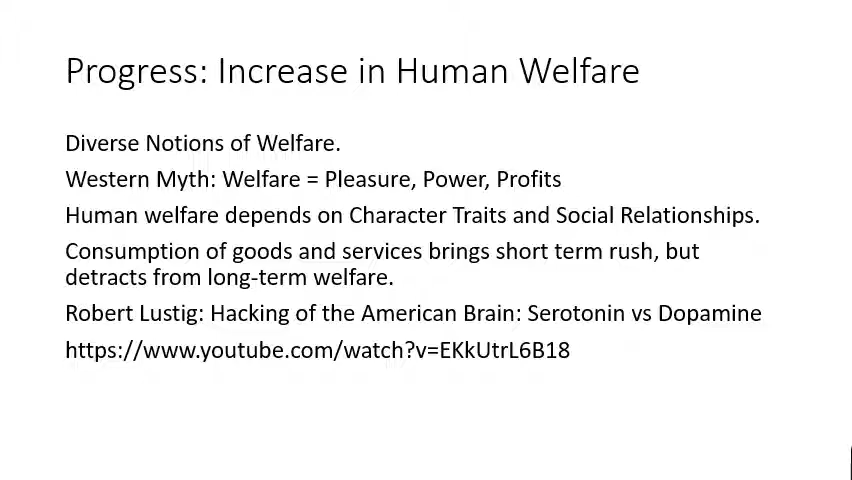 Progress: Increase in Human Welfare
Diverse Notions of Welfare.
Western Myth: Welfare = Pleasure, Power, Profits
Human welfare depends on Character Traits and Social Relationships.
Consumption of goods and services brings short term rush, but
detracts from long-term welfare.
Robert Lustig: Hacking of the American Brain: Serotonin vs Dopamine
https://www.youtube.com/watch?v=EKkUtrL6B18